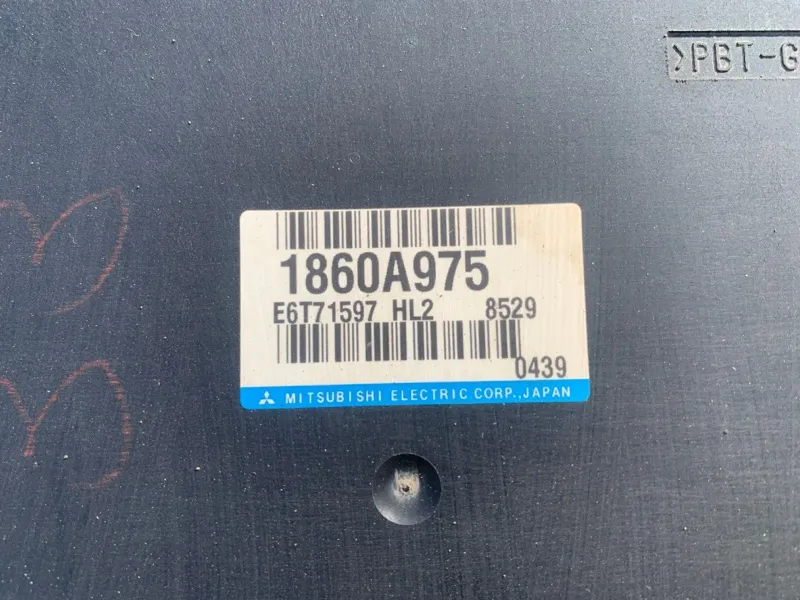 >PBT-G
1860A975
E6T71597 HL2 8529
0439
MITSUBISHI ELECTRIC CORP.,JAPAN